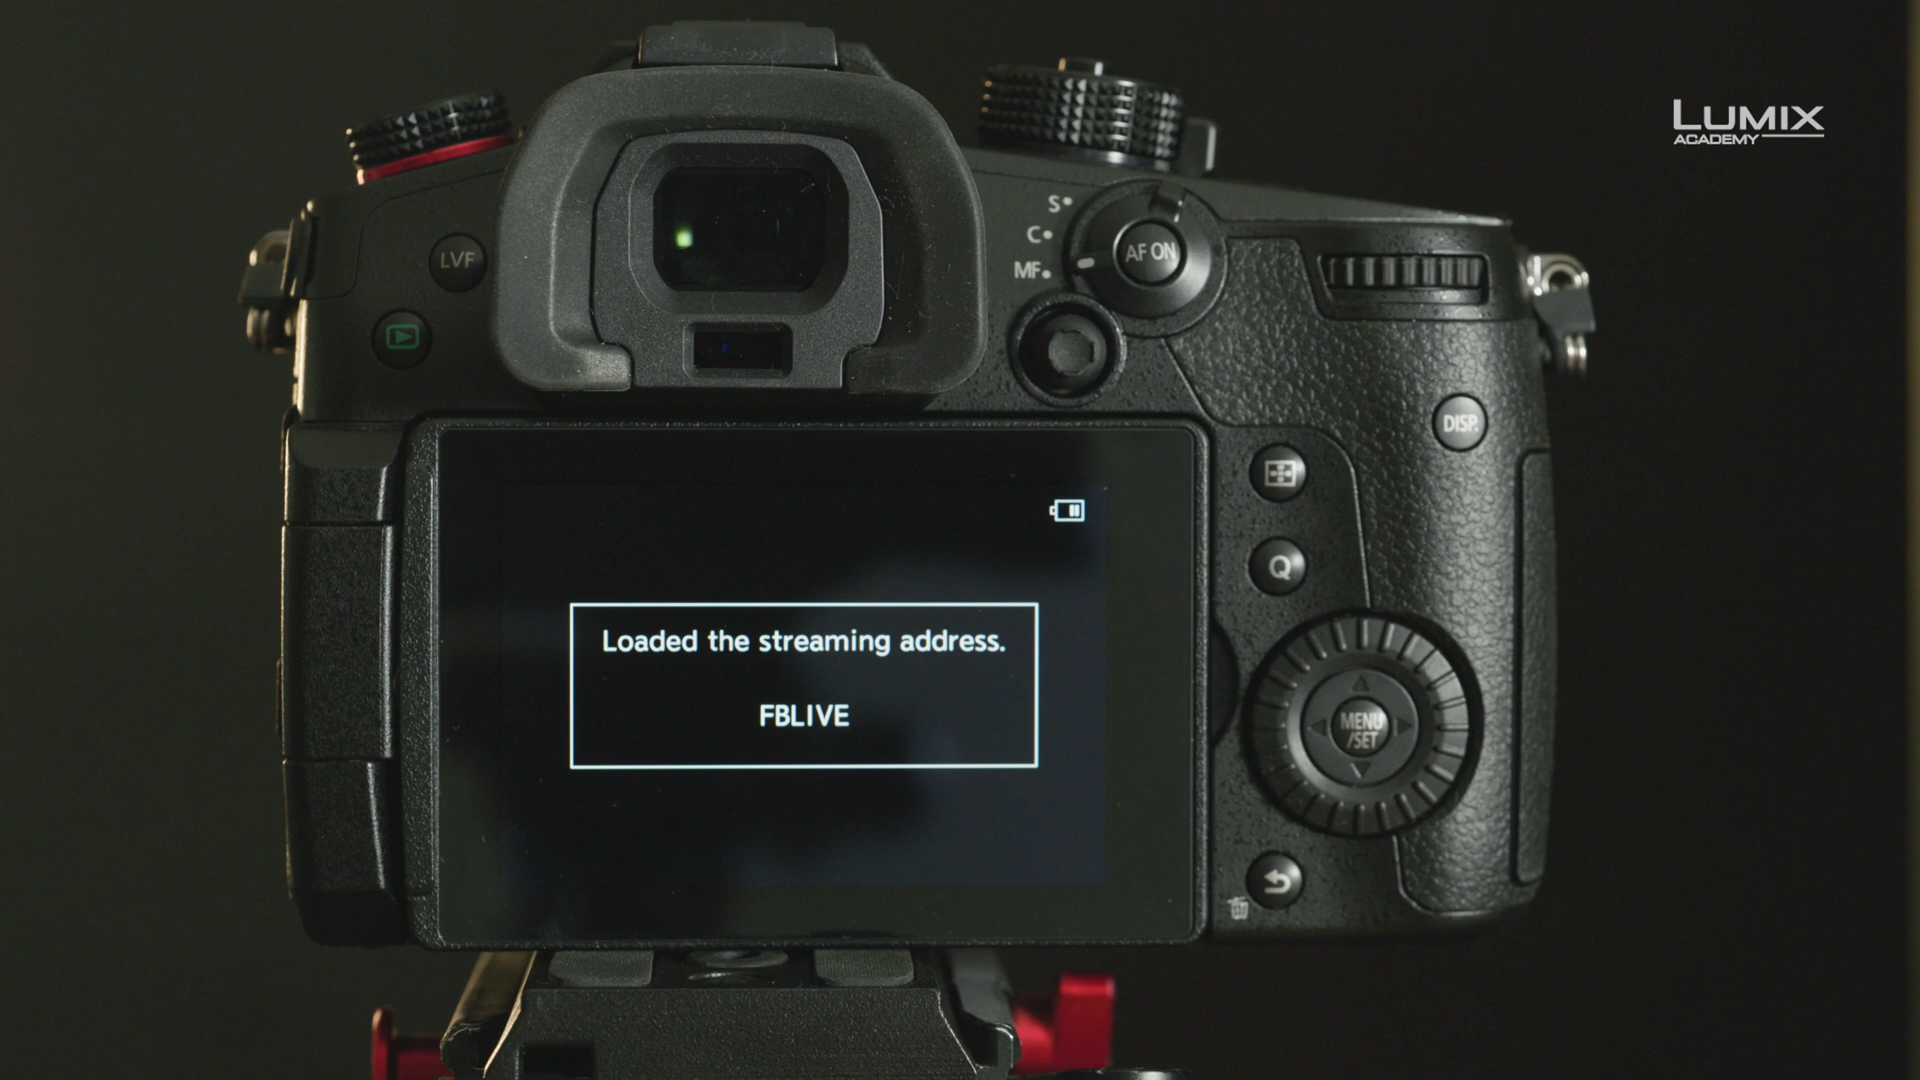 LUMIX
ACADEMY
S
C
MF
AF ON
LVF
DISP.
Q
Loaded the streaming address.
FBLIVE
MENU
/SET